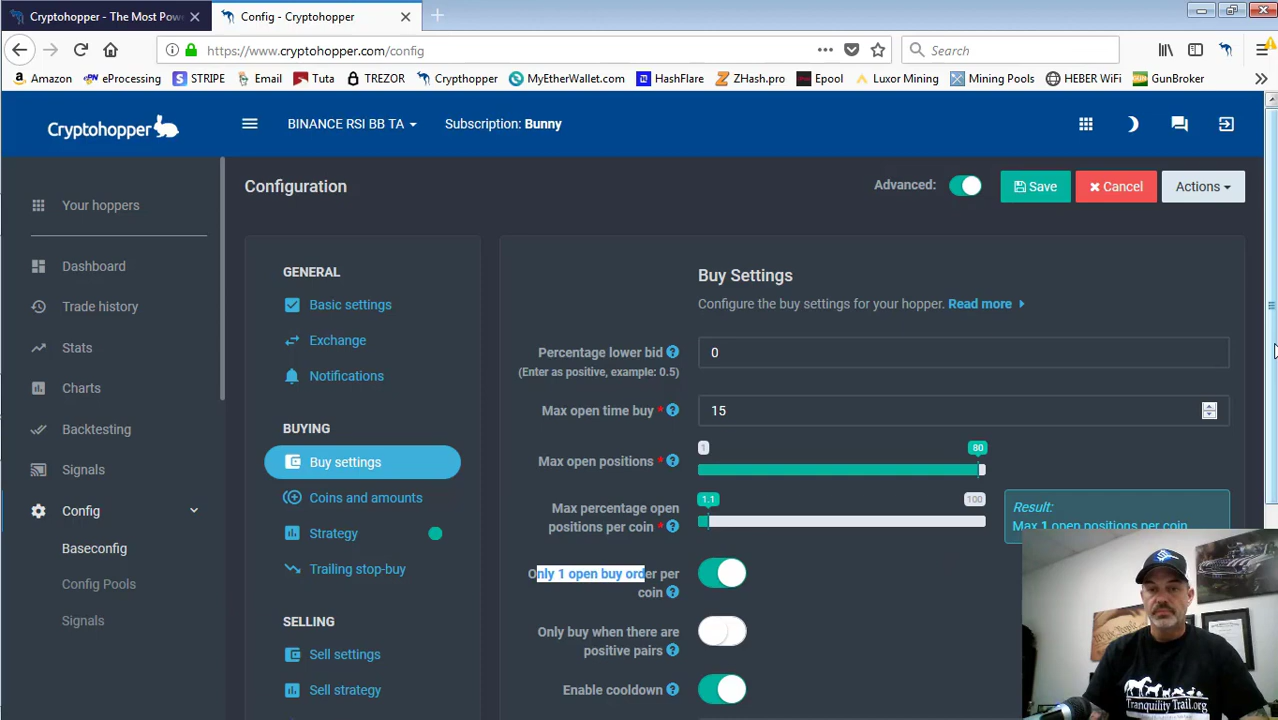 Cryptohopper - The Most Pow
Config - Cryptohopper
https://www.cryptohopper.com/config
Search
Amazon
eProcessing
STRIPE
Email
Tuta
TREZOR
Crypthopper
MyEtherWallet.com
HashFlare
ZHash.pro
Epool
Luxor Mining
Mining Pools
HEBER WiFi
GunBroker
Cryptohopper
BINANCE RSI BB TA
Subscription: Bunny
Your hoppers
Dashboard
Trade history
Stats
Charts
Backtesting
Signals
Config
Baseconfig
Config Pools
Signals
Configuration
Advanced:
Save
Cancel
Actions
GENERAL
Basic settings
Exchange
Notifications
BUYING
Buy settings
Coins and amounts
Strategy
Trailing stop-buy
SELLING
Sell settings
Sell strategy
Buy Settings
Configure the buy settings for your hopper. Read more
Percentage lower bid
(Enter as positive, example: 0.5)
0
Max open time buy *
15
Max open positions *
1
80
Max percentage open
positions per coin *
1.1
100
Result:
Max 1 open positions per coin
Only 1 open buy order per
coin
Only buy when there are
positive pairs
Enable cooldown
We the People
Tranquility Trail.org